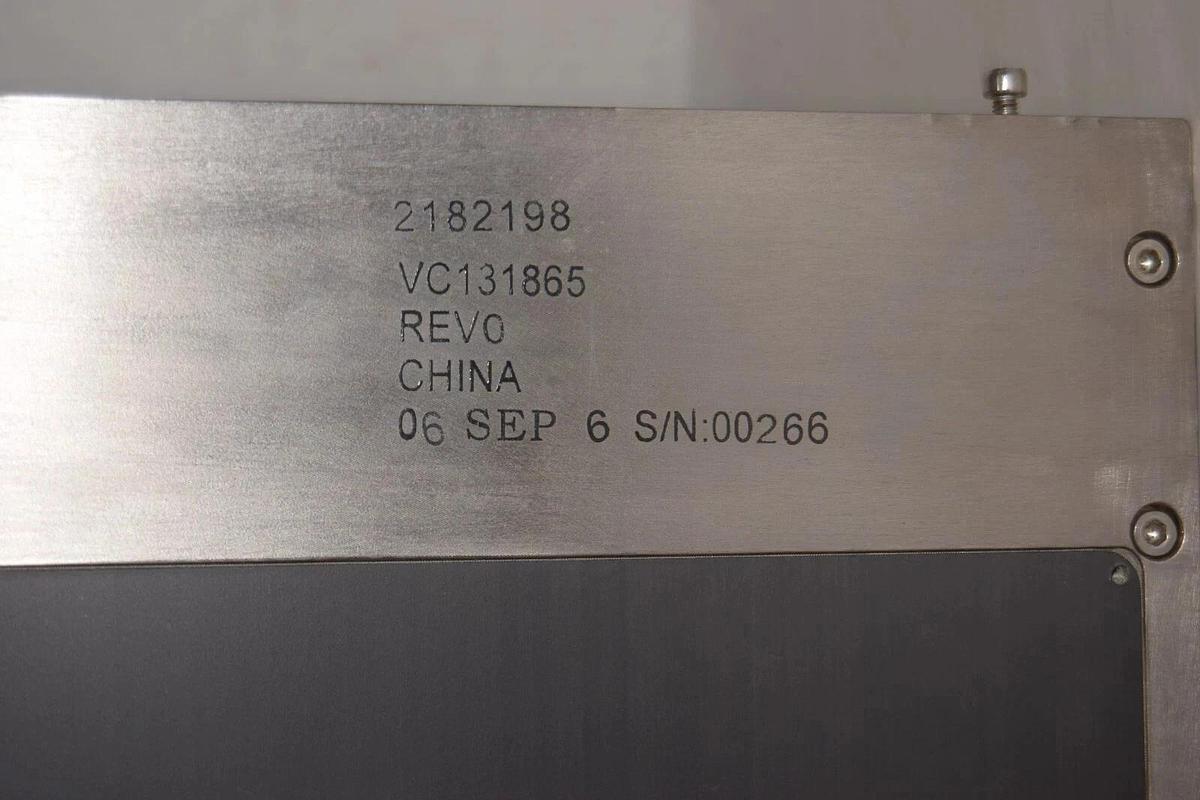 2182198
VC131865
REV0
CHINA
06 SEP 6 S/N:00266